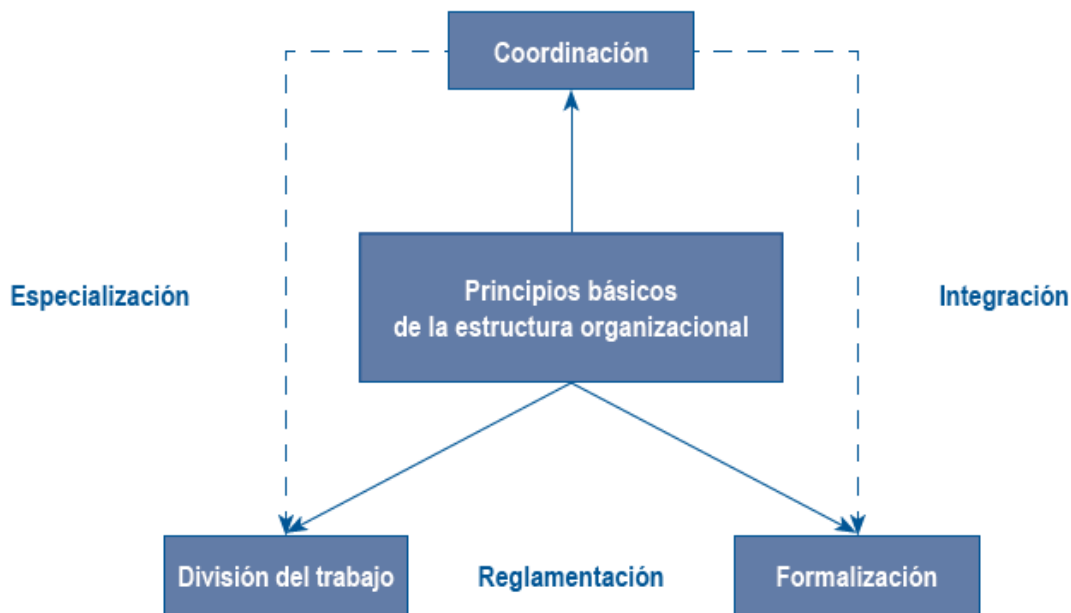 Coordinación
Principios básicos
de la estructura organizacional
Especialización
Integración
División del trabajo
Reglamentación
Formalización